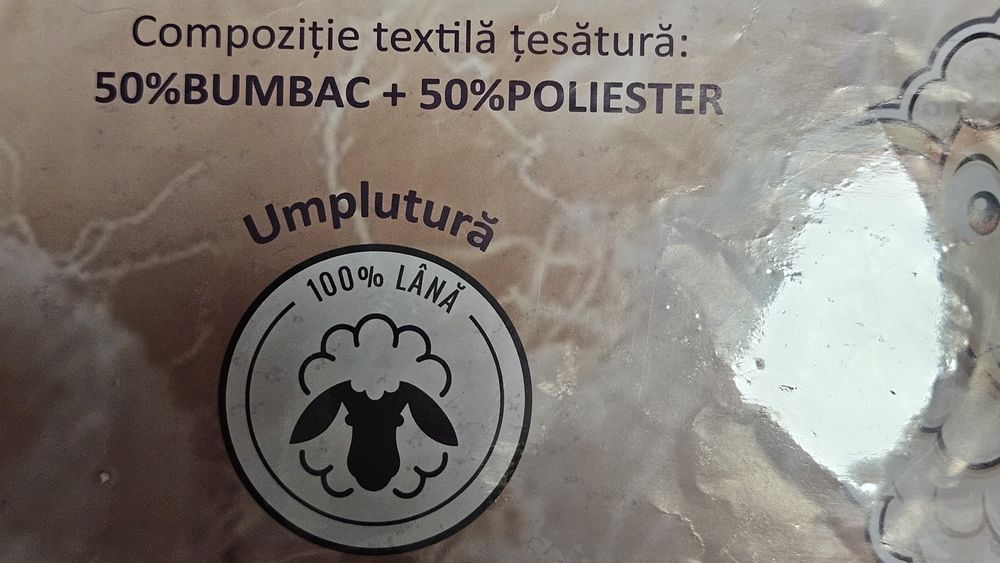 Compoziție textilă țesătură:
50%BUMBAC + 50%POLIESTER
Umplutură
100% LÂNĂ